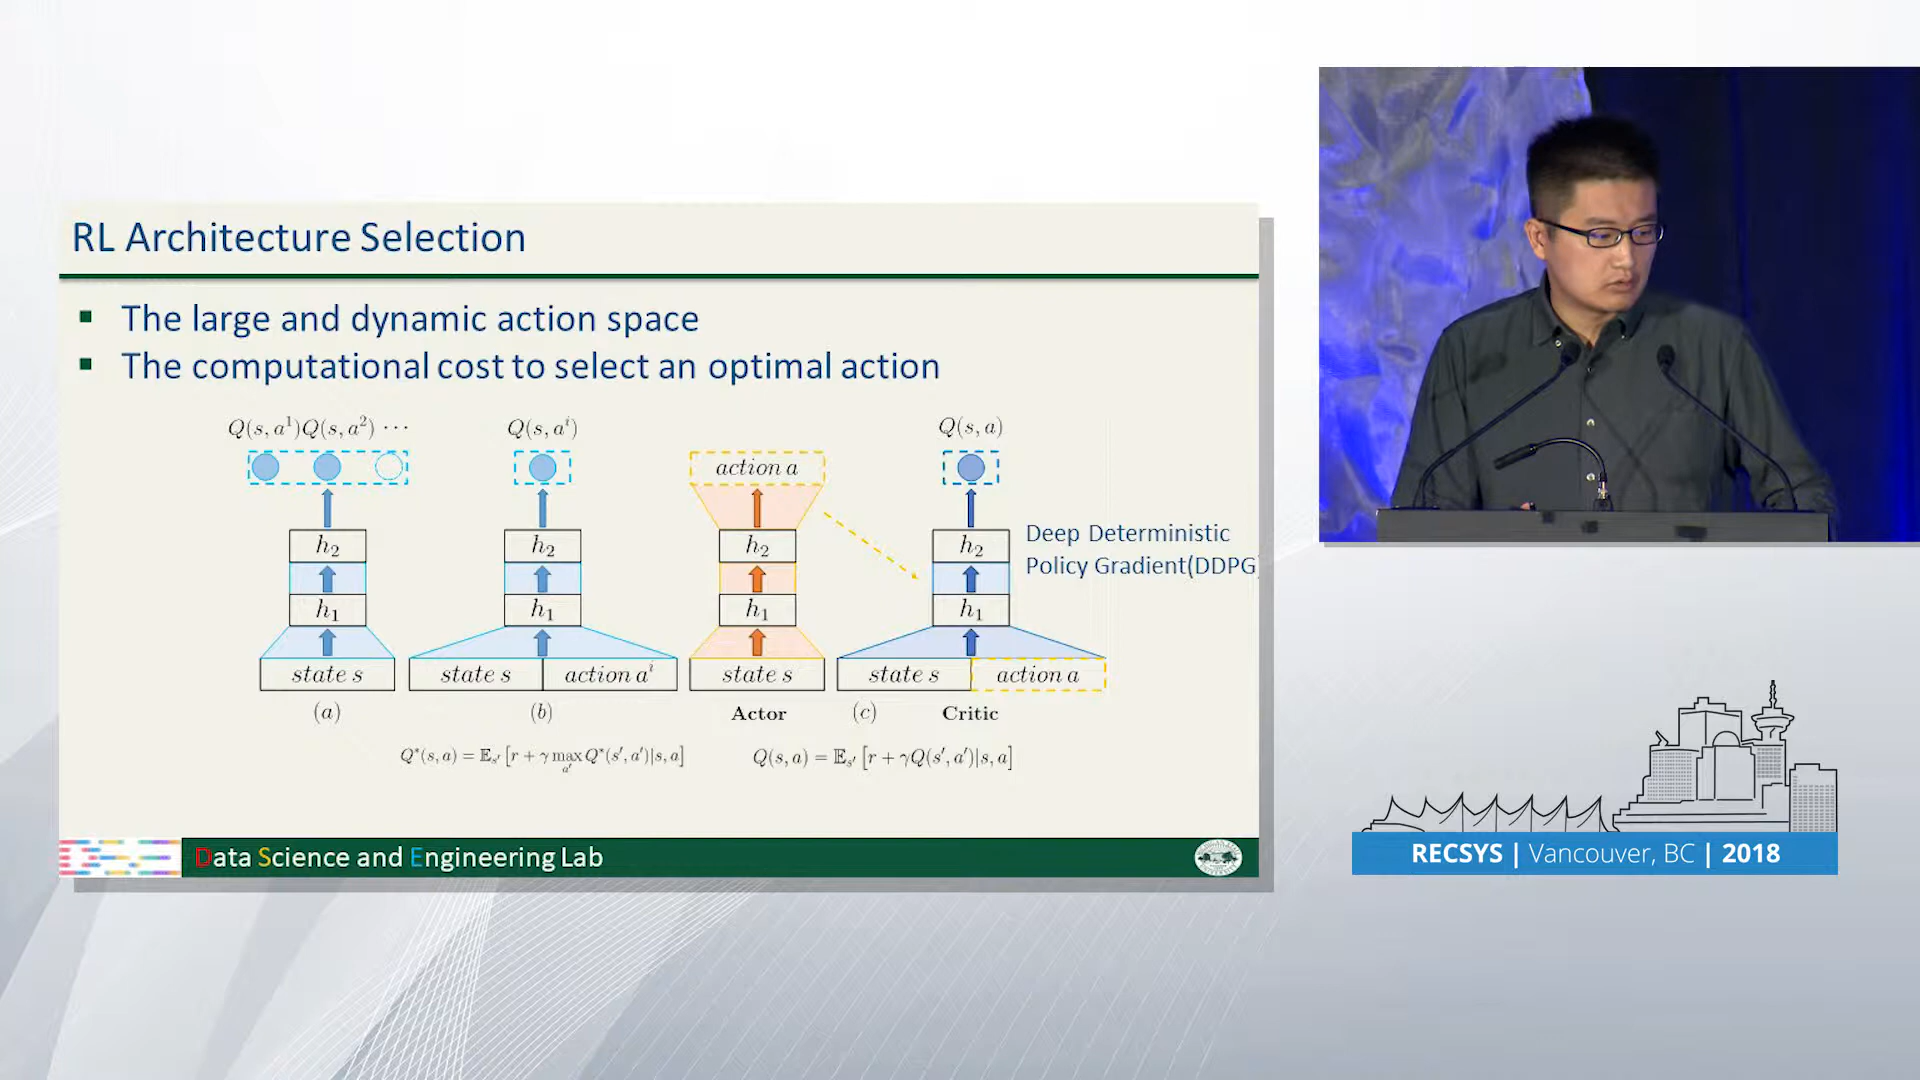 RL Architecture Selection
▪ The large and dynamic action space
▪ The computational cost to select an optimal action
Q(s, a¹)Q(s, a²) ···
Q(s, aⁱ)
Q(s, a)
action a
h₂
h₂
h₂
h₂
Deep Deterministic
Policy Gradient(DDPG)
h₁
h₁
h₁
h₁
state s
state s
action aⁱ
state s
state s
action a
(a)
(b)
Actor
(c)
Critic
Q*(s, a) = 𝔼ₛ′ [r + γ max_a′ Q*(s′, a′)|s, a]
Q(s, a) = 𝔼ₛ′ [r + γQ(s′, a′)|s, a]
Data Science and Engineering Lab
RECSYS | Vancouver, BC | 2018